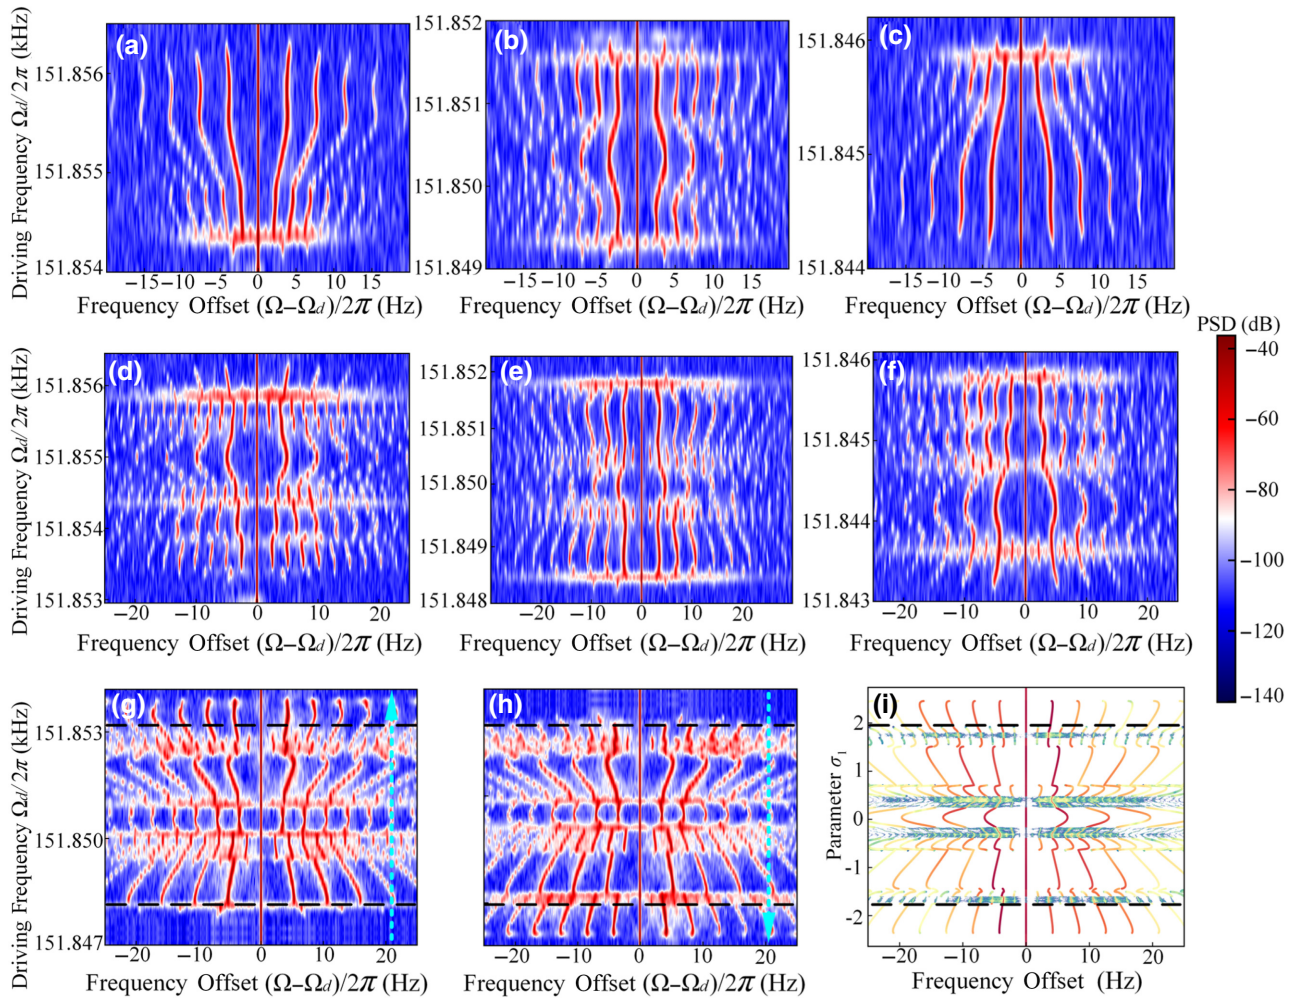 (a)
(b)
(c)
Driving Frequency Ωd/2π (kHz)
151.856
151.855
151.854
151.852
151.851
151.850
151.849
151.846
151.845
151.844
−15−10 −5 0 5 10 15
−15−10 −5 0 5 10 15
−15−10 −5 0 5 10 15
Frequency Offset (Ω−Ωd)/2π (Hz)
Frequency Offset (Ω−Ωd)/2π (Hz)
Frequency Offset (Ω−Ωd)/2π (Hz)
PSD (dB)
−40
−60
−80
−100
−120
−140
(d)
(e)
(f)
Driving Frequency Ωd/2π (kHz)
151.856
151.855
151.854
151.853
151.852
151.851
151.850
151.849
151.848
151.846
151.845
151.844
151.843
−20 −10 0 10 20
−20 −10 0 10 20
−20 −10 0 10 20
Frequency Offset (Ω−Ωd)/2π (Hz)
Frequency Offset (Ω−Ωd)/2π (Hz)
Frequency Offset (Ω−Ωd)/2π (Hz)
(g)
(h)
(i)
Driving Frequency Ωd/2π (kHz)
151.853
151.850
151.847
Parameter σ1
2
1
0
-1
-2
−20 −10 0 10 20
−20 −10 0 10 20
−20 −10 0 10 20
Frequency Offset (Ω−Ωd)/2π (Hz)
Frequency Offset (Ω−Ωd)/2π (Hz)
Frequency Offset (Hz)